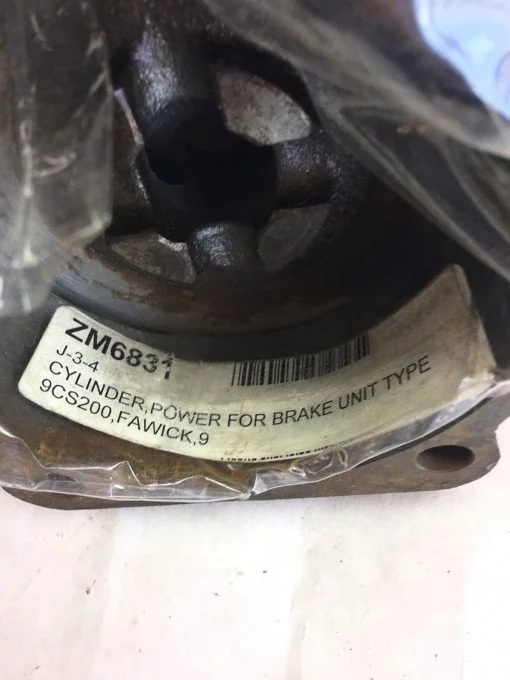 ZM6831
J-3-4
CYLINDER,POWER FOR BRAKE UNIT TYPE
9CS200,FAWICK,9